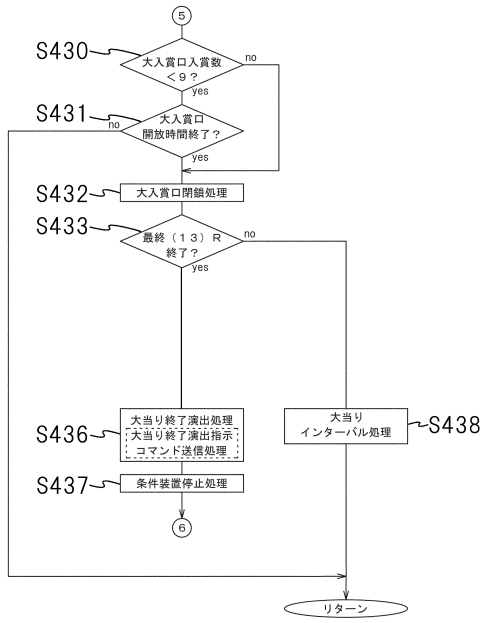 5
S430
大入賞口入賞数
＜９？
no
yes
S431
大入賞口
開放時間終了？
no
yes
S432
大入賞口閉鎖処理
S433
最終（１３）Ｒ
終了？
no
yes
S436
大当り終了演出処理
大当り終了演出指示
コマンド送信処理
大当り
インターバル処理
S438
S437
条件装置停止処理
6
リターン